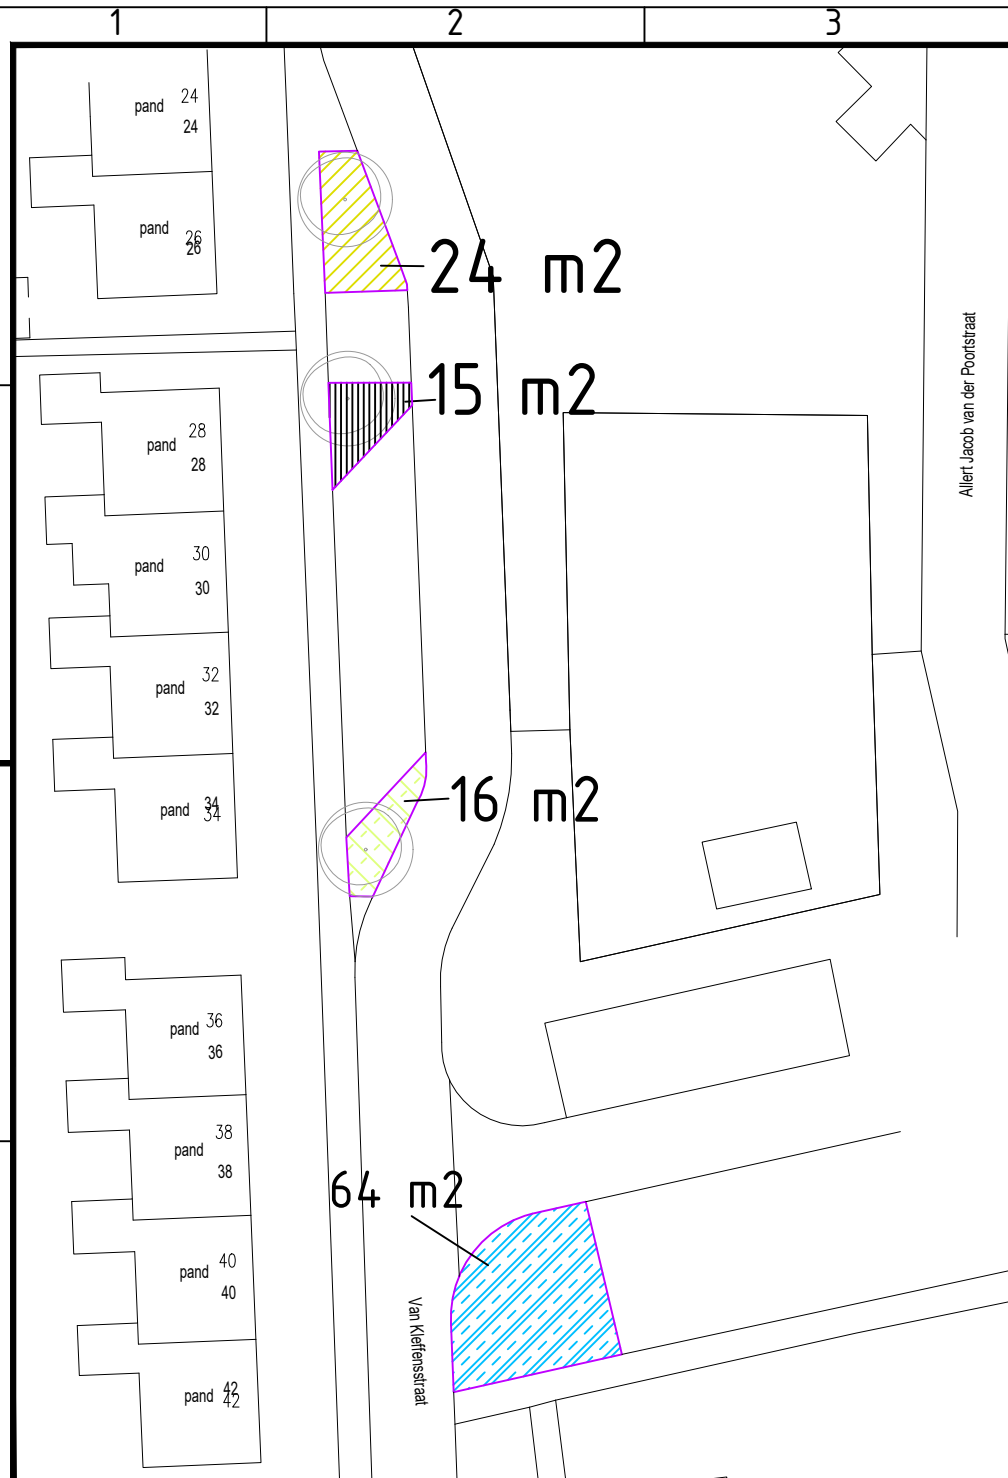 1 2 3
pand 24
24
pand 26
26
24 m2
15 m2
Allert Jacob van der Poortstraat
pand 28
28
pand 30
30
pand 32
32
pand 34
34
16 m2
pand 36
36
pand 38
38
64 m2
pand 40
40
Van Kleffensstraat
pand 42
42